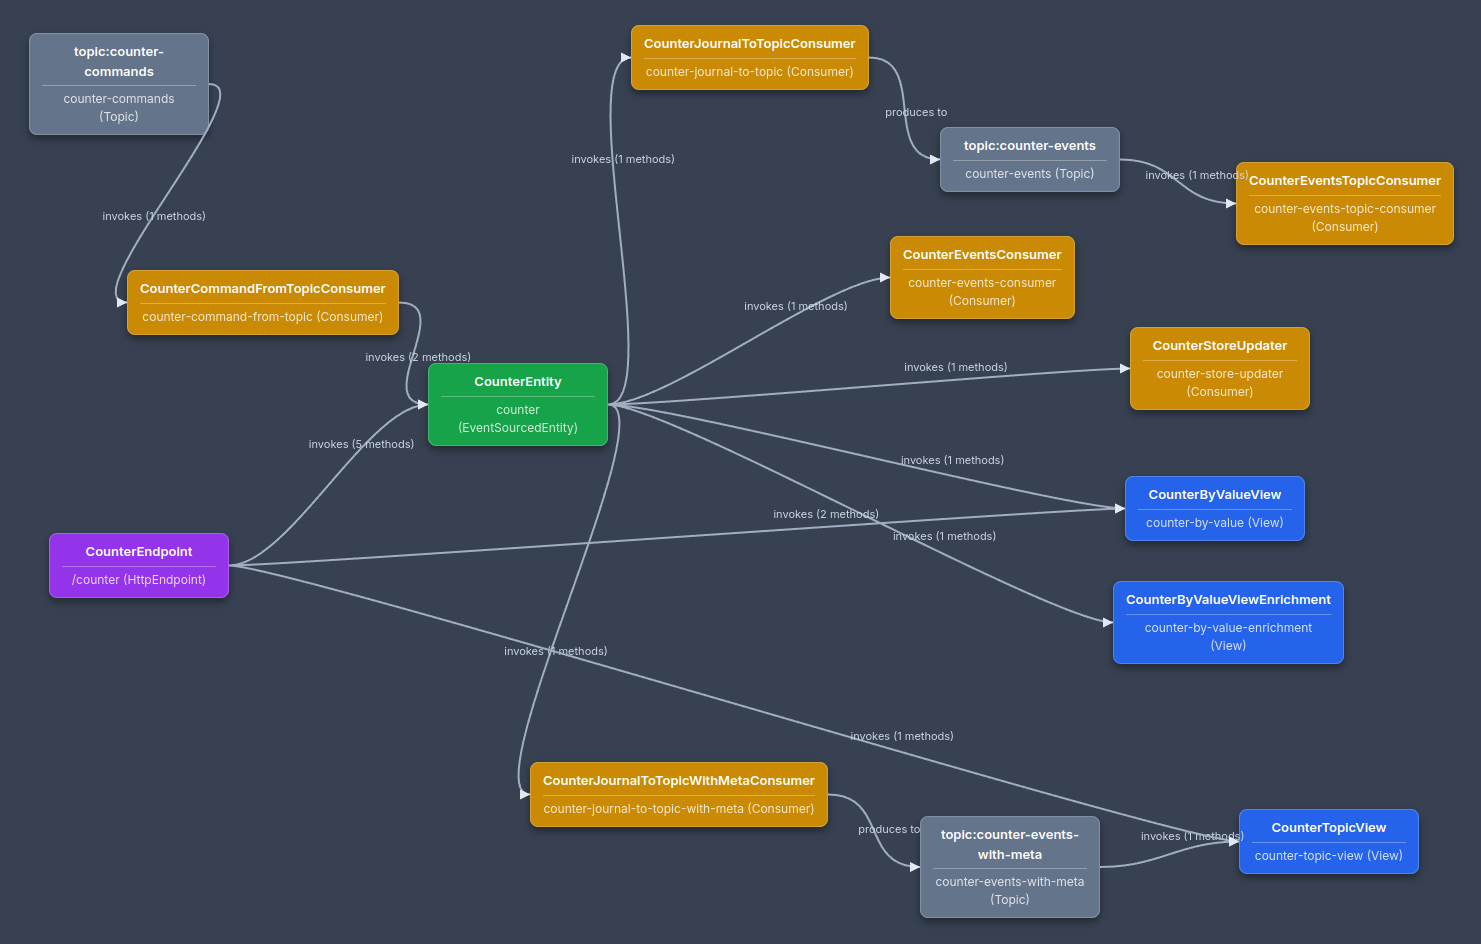 topic:counter-
commands
counter-commands
(Topic)
invokes (1 methods)
CounterCommandFromTopicConsumer
counter-command-from-topic (Consumer)
invokes (2 methods)
CounterEntity
counter
(EventSourcedEntity)
invokes (5 methods)
CounterEndpoint
/counter (HttpEndpoint)
CounterJournalToTopicConsumer
counter-journal-to-topic (Consumer)
invokes (1 methods)
produces to
topic:counter-events
counter-events (Topic)
invokes (1 methods)
CounterEventsTopicConsumer
counter-events-topic-consumer
(Consumer)
CounterEventsConsumer
counter-events-consumer
(Consumer)
invokes (1 methods)
CounterStoreUpdater
counter-store-updater
(Consumer)
invokes (1 methods)
invokes (1 methods)
CounterByValueView
counter-by-value (View)
invokes (2 methods)
invokes (1 methods)
CounterByValueViewEnrichment
counter-by-value-enrichment
(View)
invokes (1 methods)
invokes (1 methods)
CounterJournalToTopicWithMetaConsumer
counter-journal-to-topic-with-meta (Consumer)
produces to
topic:counter-events-
with-meta
counter-events-with-meta
(Topic)
invokes (1 methods)
CounterTopicView
counter-topic-view (View)